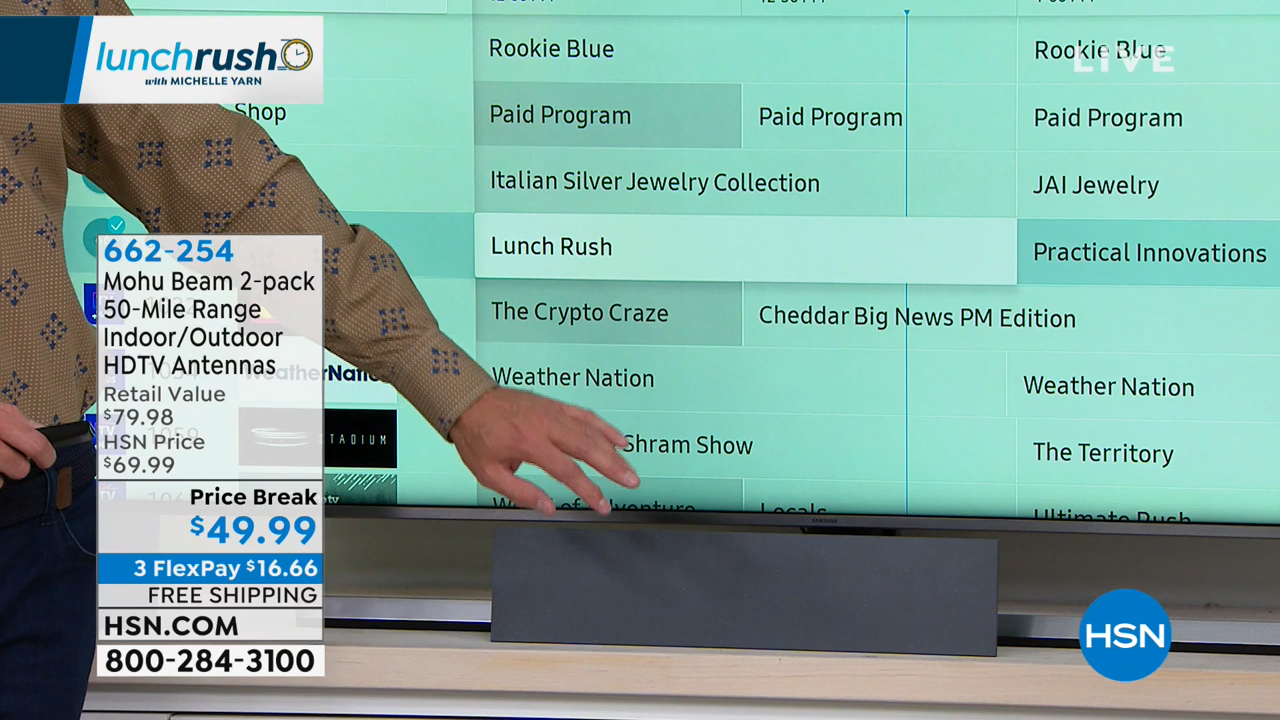 lunchrush
with MICHELLE YARN
LIVE
Shop
Rookie Blue
Rookie Blue
Paid Program
Paid Program
Paid Program
Italian Silver Jewelry Collection
JAI Jewelry
Lunch Rush
Practical Innovations
The Crypto Craze
Cheddar Big News PM Edition
Weather Nation
Weather Nation
Shram Show
The Territory
Locals
Ultimate Rush
STADIUM
SAMSUNG
662-254
Mohu Beam 2-pack
50-Mile Range
Indoor/Outdoor
HDTV Antennas
Retail Value
$79.98
HSN Price
$69.99
Price Break
$49.99
3 FlexPay $16.66
FREE SHIPPING
HSN.COM
800-284-3100
HSN